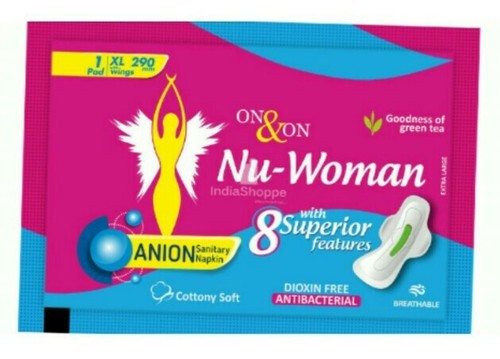 1 XL 290
Pad with Wings mm
ON&ON
Goodness of
green tea
Nu-Woman
IndiaShoppe
EXTRA LARGE
with
8 Superior
features
ANION Sanitary
Napkin
Cottony Soft
DIOXIN FREE
ANTIBACTERIAL
BREATHABLE